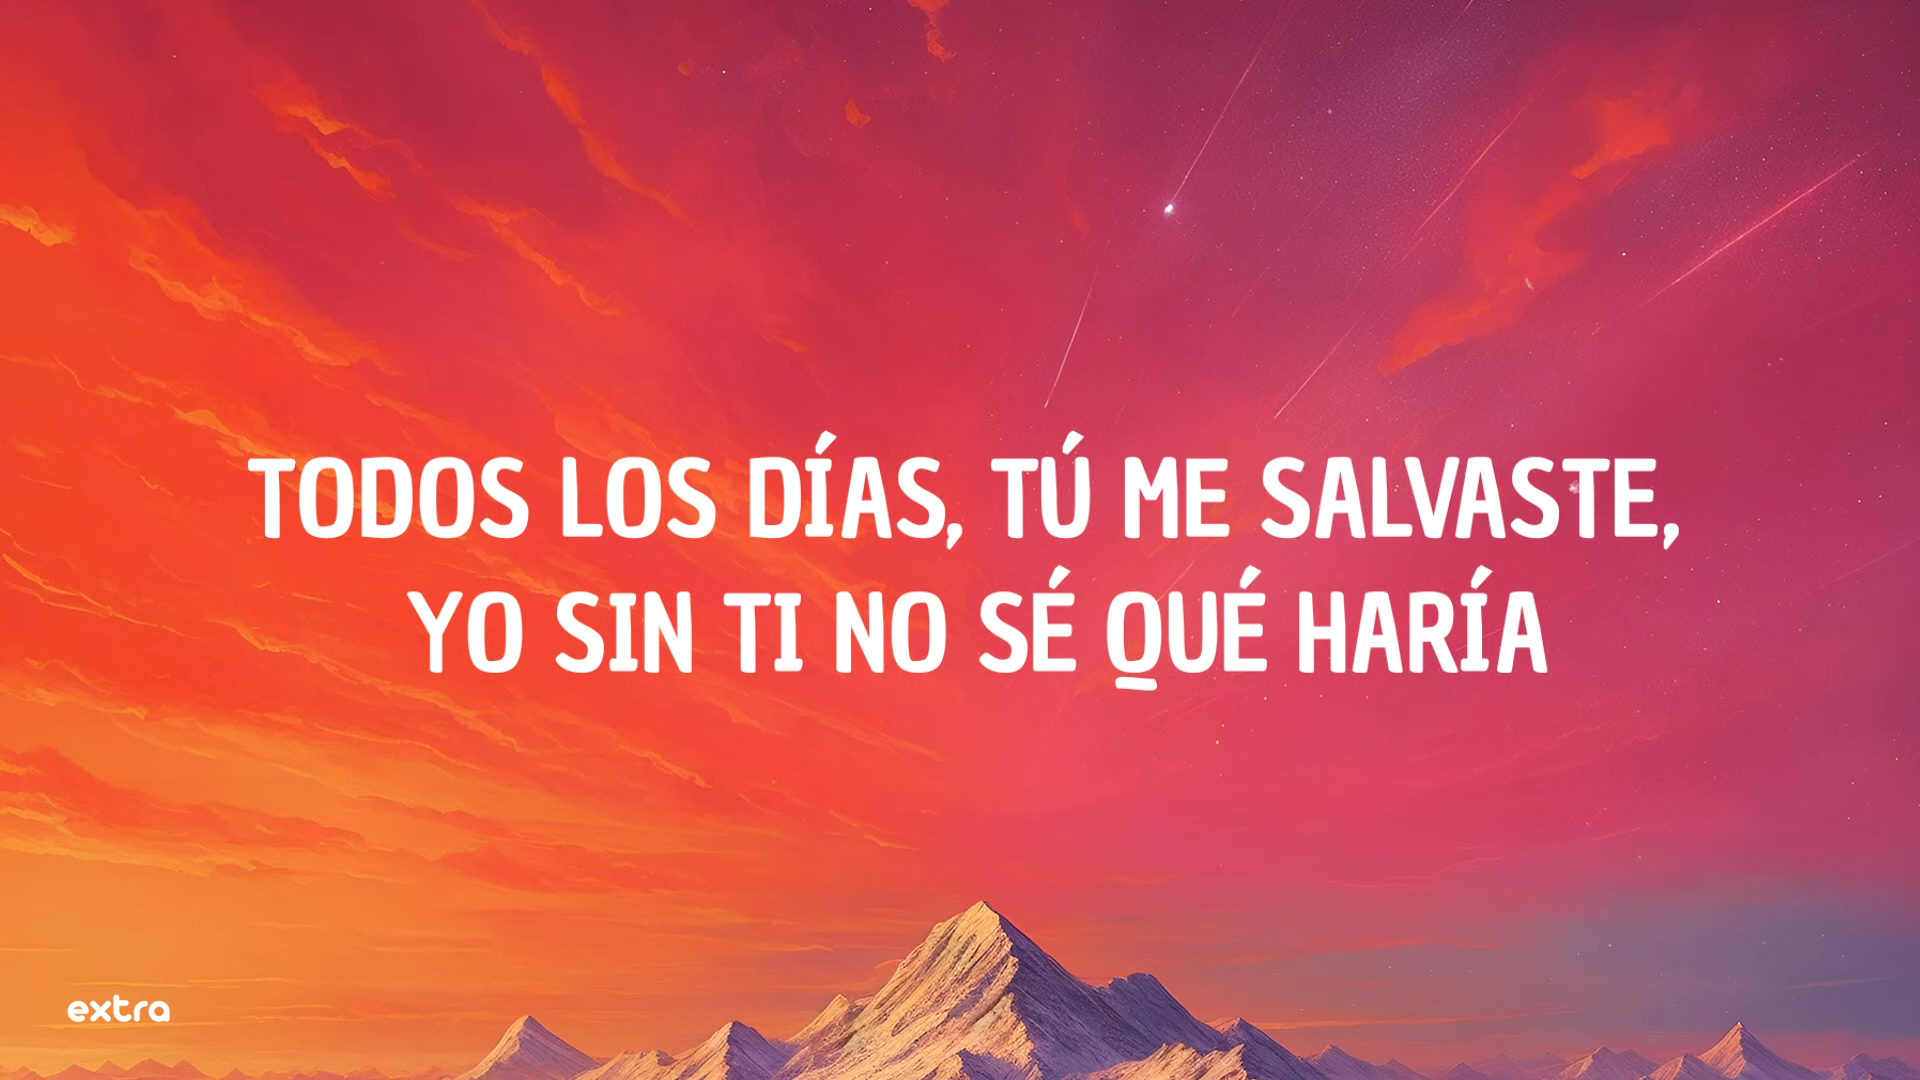 TODOS LOS DÍAS, TÚ ME SALVASTE,
YO SIN TI NO SÉ QUÉ HARÍA
extra